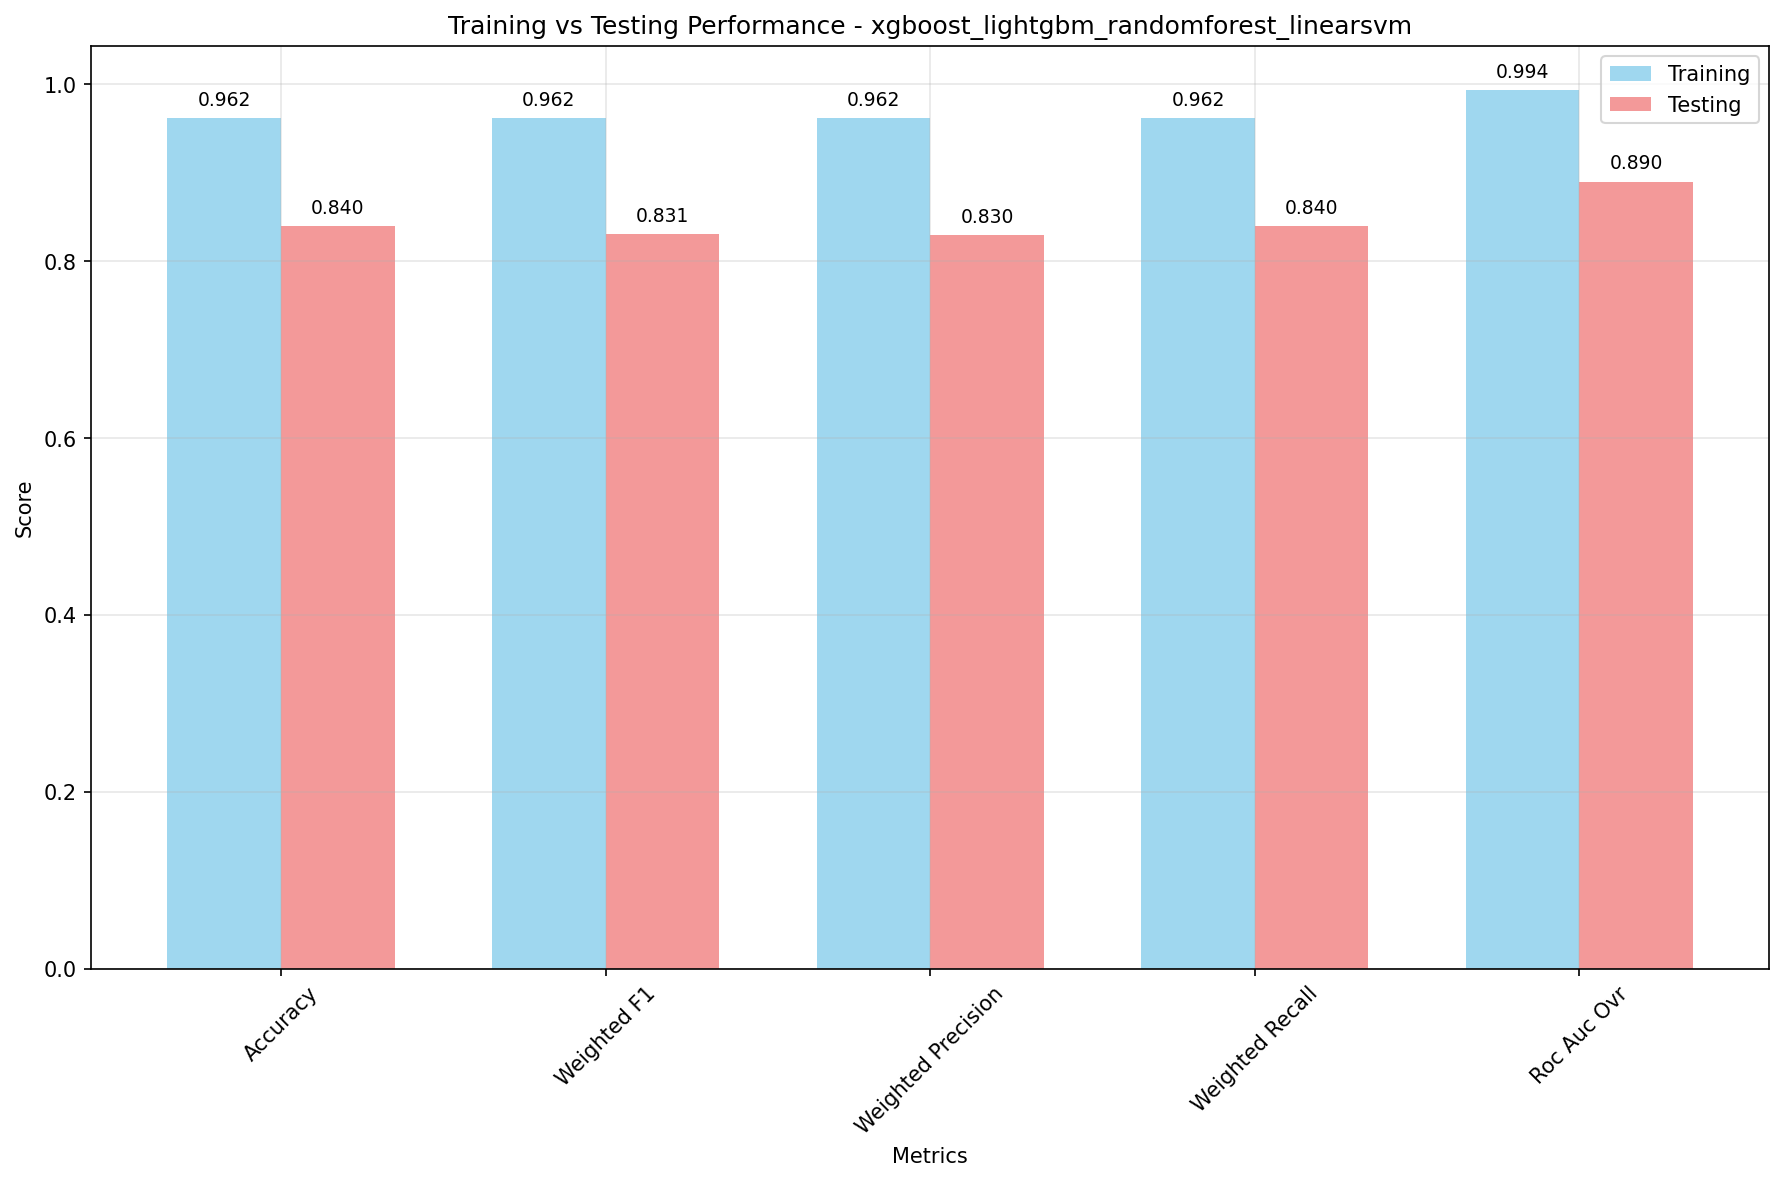 Training vs Testing Performance - xgboost_lightgbm_randomforest_linearsvm
Training
Testing
0.962
0.840
0.962
0.831
0.962
0.830
0.962
0.840
0.994
0.890
1.0
0.8
0.6
0.4
0.2
0.0
Score
Accuracy
Weighted F1
Weighted Precision
Weighted Recall
Roc Auc Ovr
Metrics